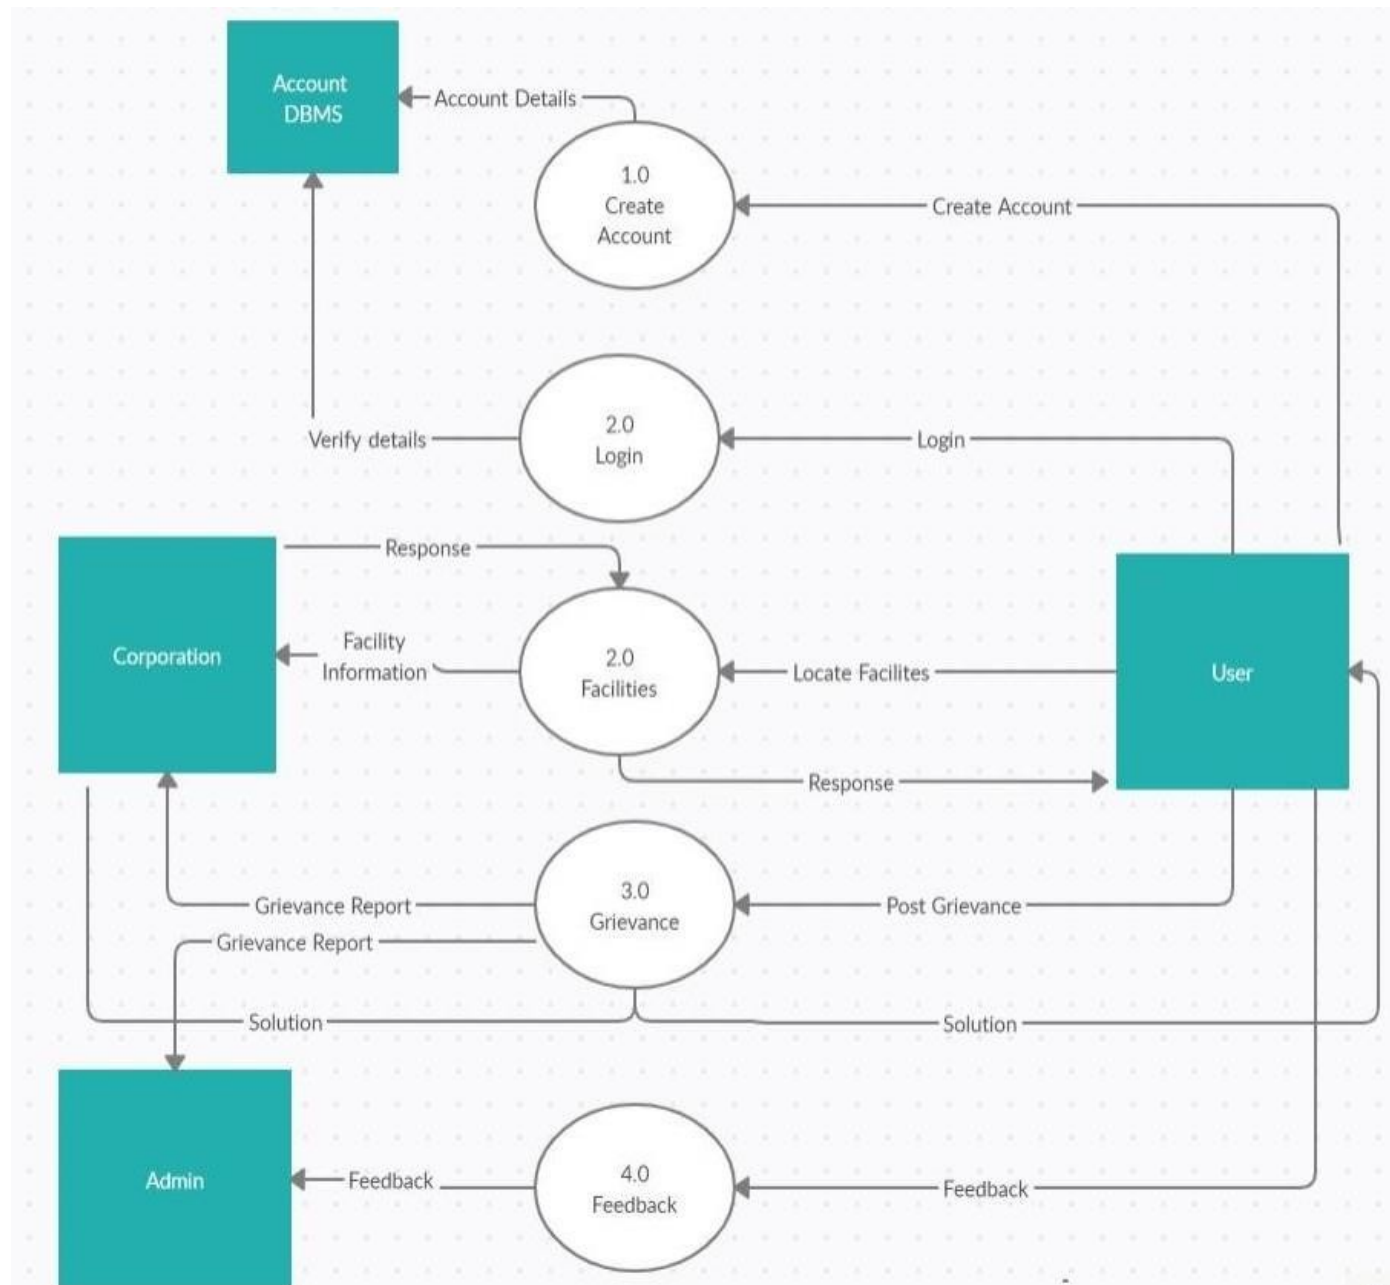 Account
DBMS
Account Details
1.0
Create
Account
Create Account
2.0
Login
Verify details
Login
Response
Corporation
Facility
Information
2.0
Facilities
Locate Facilites
User
Response
3.0
Grievance
Grievance Report
Post Grievance
Grievance Report
Solution
Solution
Admin
Feedback
4.0
Feedback
Feedback